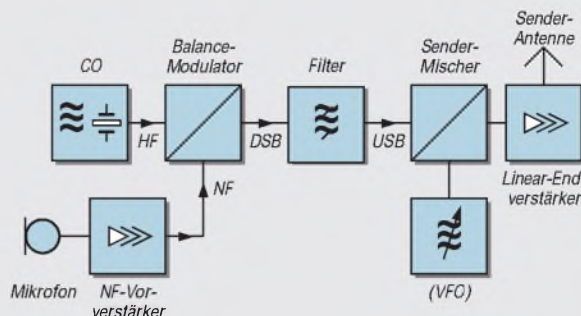 Sender-
Antenne
Balance-
Modulator
Sender-
Mischer
CO
Filter
HF
DSB
USB
NF
Linear-End
verstärker
Mikrofon
NF-Vor-
verstärker
(VFO)